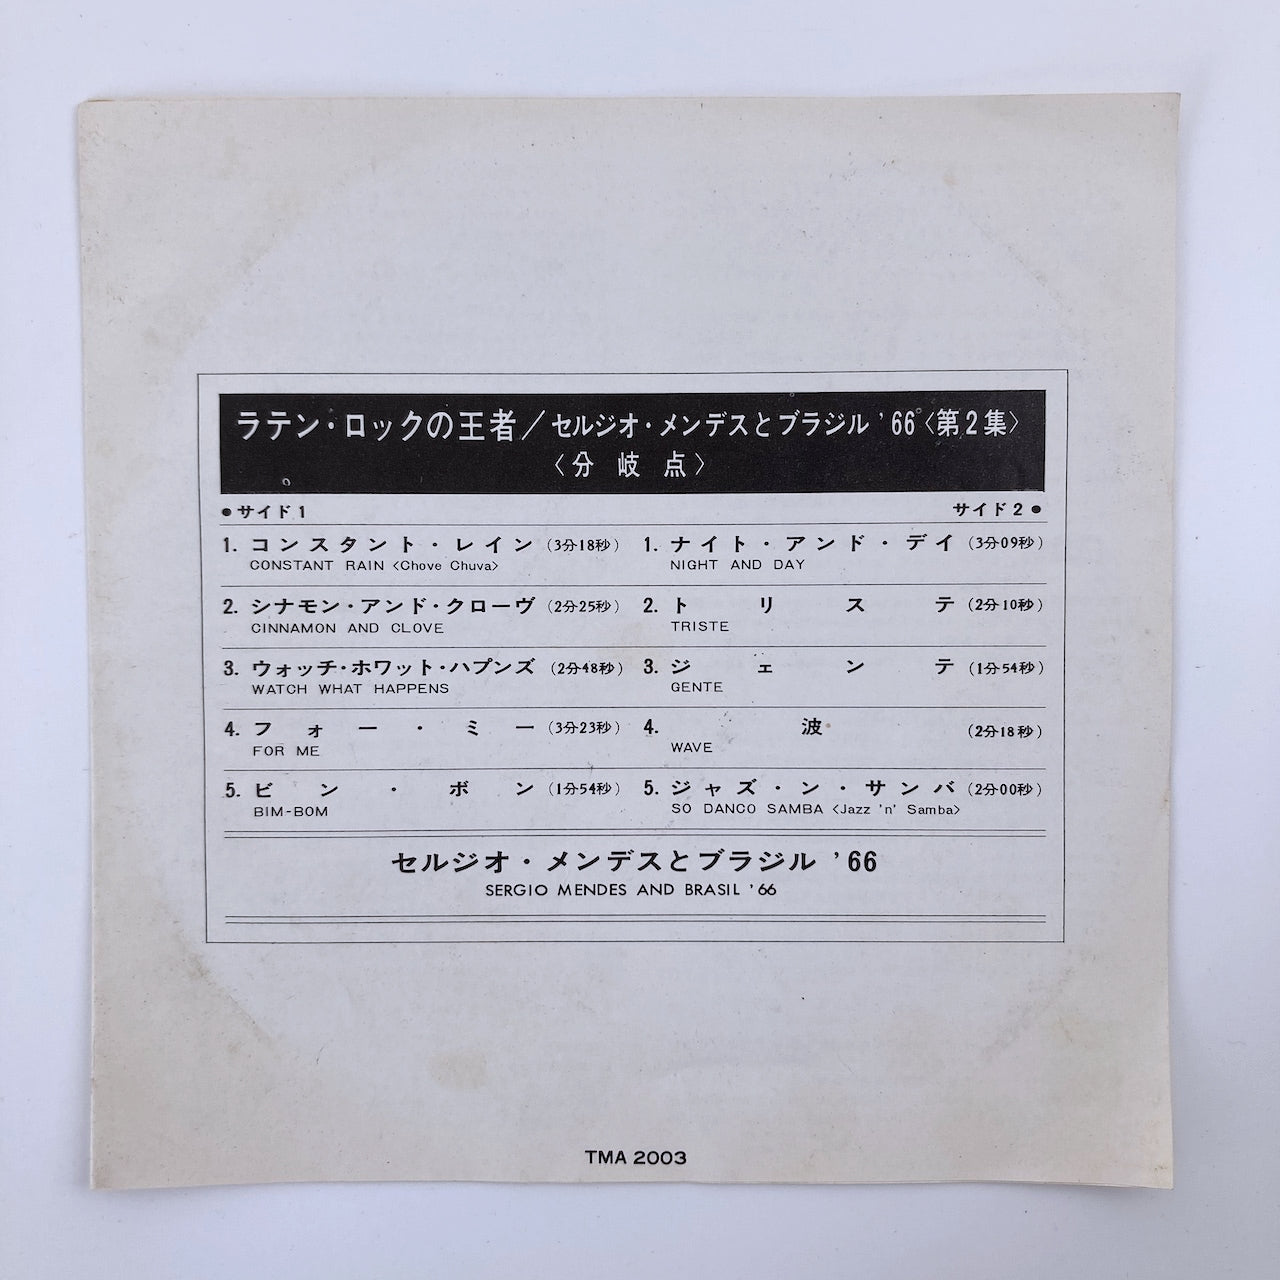 ラテン・ロックの王者/セルジオ・メンデスとブラジル '66〈第2集〉
〈分岐点〉
●サイド1
1. コンスタント・レイン (3分18秒)
CONSTANT RAIN <Chove Chuva>
2. シナモン・アンド・クローヴ (2分25秒)
CINNAMON AND CLOVE
3. ウォッチ・ホワット・ハプンズ (2分48秒)
WATCH WHAT HAPPENS
4. フォー・ミー (3分23秒)
FOR ME
5. ビン・ボン (1分54秒)
BIM-BOM
サイド2●
1. ナイト・アンド・デイ (3分09秒)
NIGHT AND DAY
2. トリステ (2分10秒)
TRISTE
3. ジェンテ (1分54秒)
GENTE
4. 波 (2分18秒)
WAVE
5. ジャズ・ン・サンバ (2分00秒)
SO DANCO SAMBA <Jazz 'n' Samba>
セルジオ・メンデスとブラジル '66
SERGIO MENDES AND BRASIL '66
TMA 2003